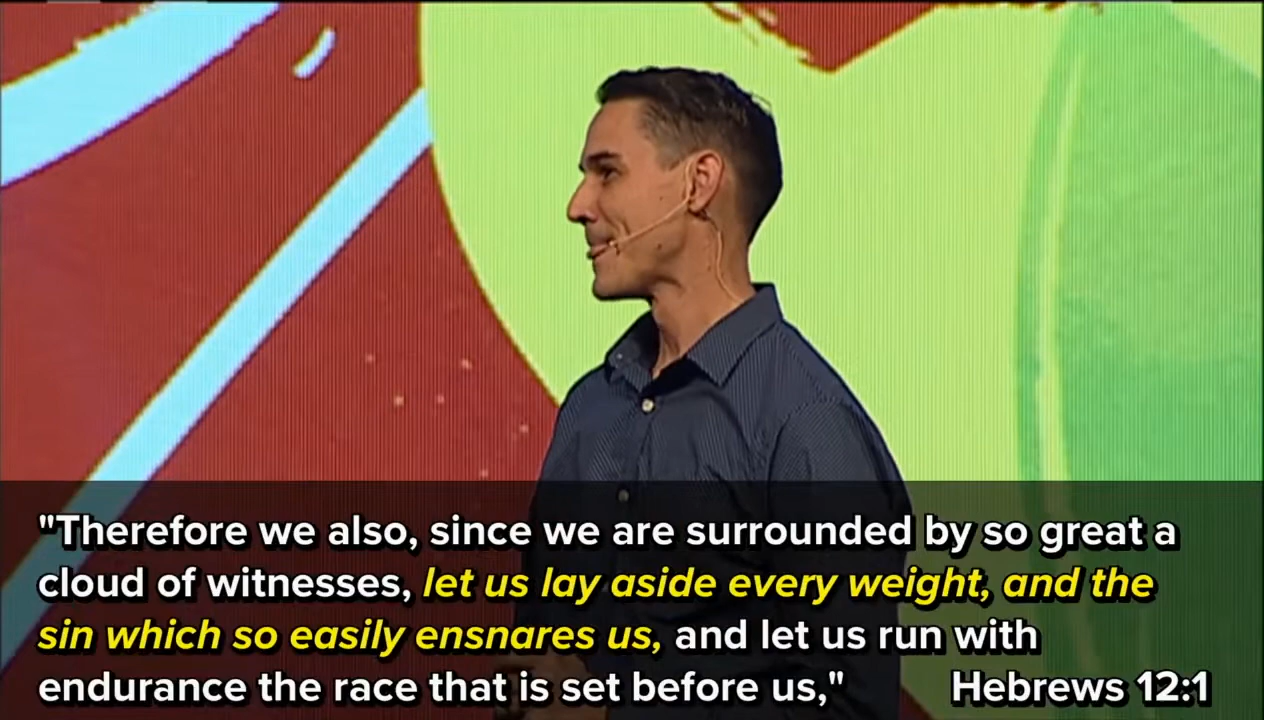 "Therefore we also, since we are surrounded by so great a
cloud of witnesses, let us lay aside every weight, and the
sin which so easily ensnares us, and let us run with
endurance the race that is set before us," Hebrews 12:1